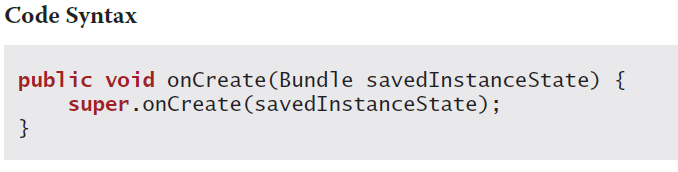 Code Syntax
public void onCreate(Bundle savedInstanceState) {
    super.onCreate(savedInstanceState);
}